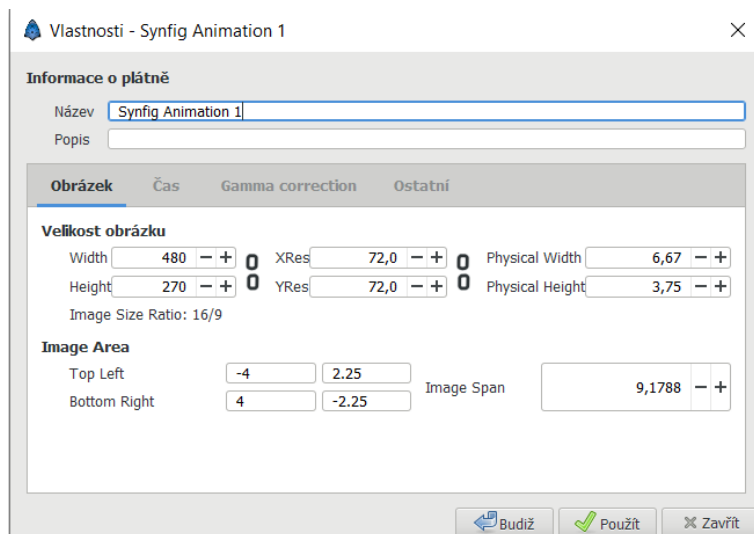 Vlastnosti - Synfig Animation 1
Informace o plátně
Název Synfig Animation 1
Popis
Obrázek Čas Gamma correction Ostatní
Velikost obrázku
Width 480 XRes 72,0 Physical Width 6,67
Height 270 YRes 72,0 Physical Height 3,75
Image Size Ratio: 16/9
Image Area
Top Left -4 2.25
Image Span 9,1788
Bottom Right 4 -2.25
Budiž Použít Zavřít